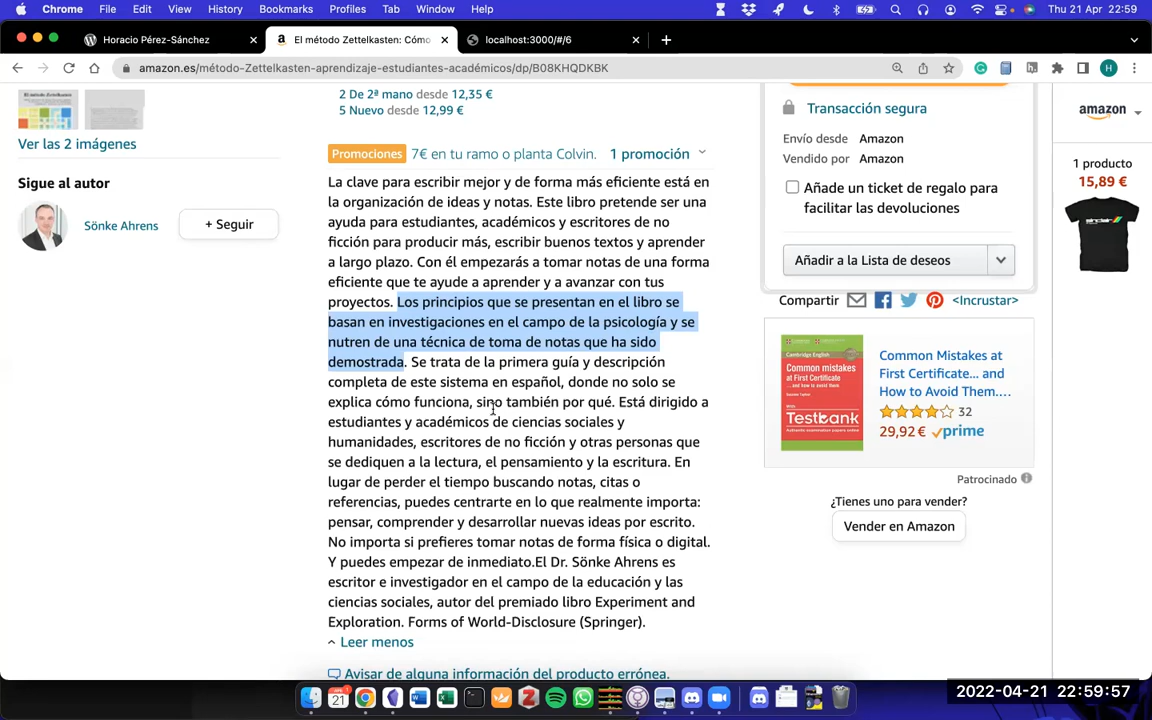 Chrome File Edit View History Bookmarks Profiles Tab Window Help
Thu 21 Apr 22:59
Horacio Pérez-Sánchez
El método Zettelkasten: Cómo
localhost:3000/#/6
amazon.es/método-Zettelkasten-aprendizaje-estudiantes-académicos/dp/B08KHQDKBK
H
Ver las 2 imágenes
Sigue al autor
Sönke Ahrens
+ Seguir
2 De 2ª mano desde 12,35 €
5 Nuevo desde 12,99 €
Promociones 7€ en tu ramo o planta Colvin. 1 promoción
La clave para escribir mejor y de forma más eficiente está en
la organización de ideas y notas. Este libro pretende ser una
ayuda para estudiantes, académicos y escritores de no
ficción para producir más, escribir buenos textos y aprender
a largo plazo. Con él empezarás a tomar notas de una forma
eficiente que te ayude a aprender y a avanzar con tus
proyectos. Los principios que se presentan en el libro se
basan en investigaciones en el campo de la psicología y se
nutren de una técnica de toma de notas que ha sido
demostrada. Se trata de la primera guía y descripción
completa de este sistema en español, donde no solo se
explica cómo funciona, sino también por qué. Está dirigido a
estudiantes y académicos de ciencias sociales y
humanidades, escritores de no ficción y otras personas que
se dediquen a la lectura, el pensamiento y la escritura. En
lugar de perder el tiempo buscando notas, citas o
referencias, puedes centrarte en lo que realmente importa:
pensar, comprender y desarrollar nuevas ideas por escrito.
No importa si prefieres tomar notas de forma física o digital.
Y puedes empezar de inmediato.El Dr. Sönke Ahrens es
escritor e investigador en el campo de la educación y las
ciencias sociales, autor del premiado libro Experiment and
Exploration. Forms of World-Disclosure (Springer).
Leer menos
Avisar de alguna información del producto errónea.
Transacción segura
Envío desde Amazon
Vendido por Amazon
Añade un ticket de regalo para
facilitar las devoluciones
Añadir a la Lista de deseos
Compartir <Incrustar>
Cambridge English
Common mistakes
at First Certificate
Testbank
Common Mistakes at
First Certificate... and
How to Avoid Them....
32
29,92 € prime
Patrocinado
¿Tienes uno para vender?
Vender en Amazon
amazon
1 producto
15,89 €
sinclair
2022-04-21 22:59:57